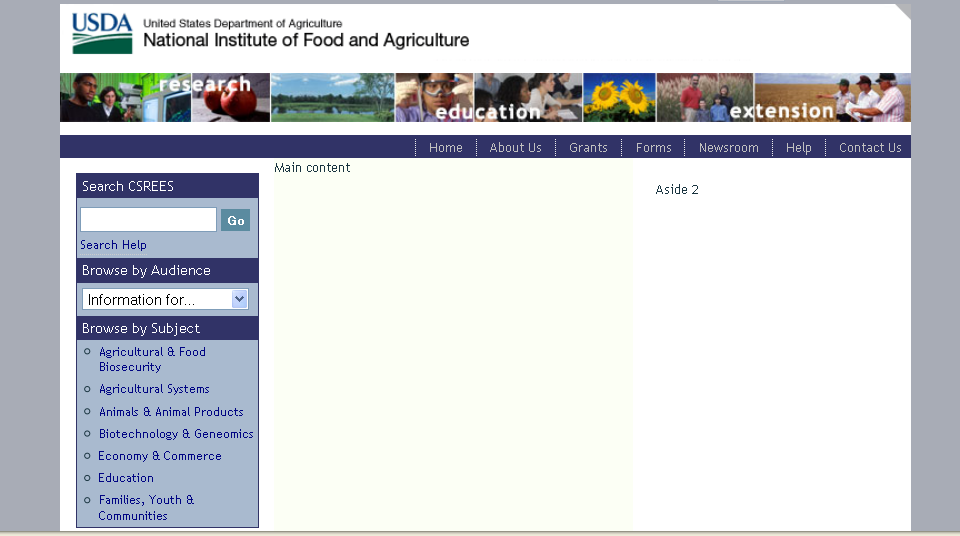 USDA
United States Department of Agriculture
National Institute of Food and Agriculture
research
education
extension
Home About Us Grants Forms Newsroom Help Contact Us
Search CSREES
Go
Search Help
Browse by Audience
Information for...
Browse by Subject
Agricultural & Food
Biosecurity
Agricultural Systems
Animals & Animal Products
Biotechnology & Geneomics
Economy & Commerce
Education
Families, Youth &
Communities
Main content
Aside 2